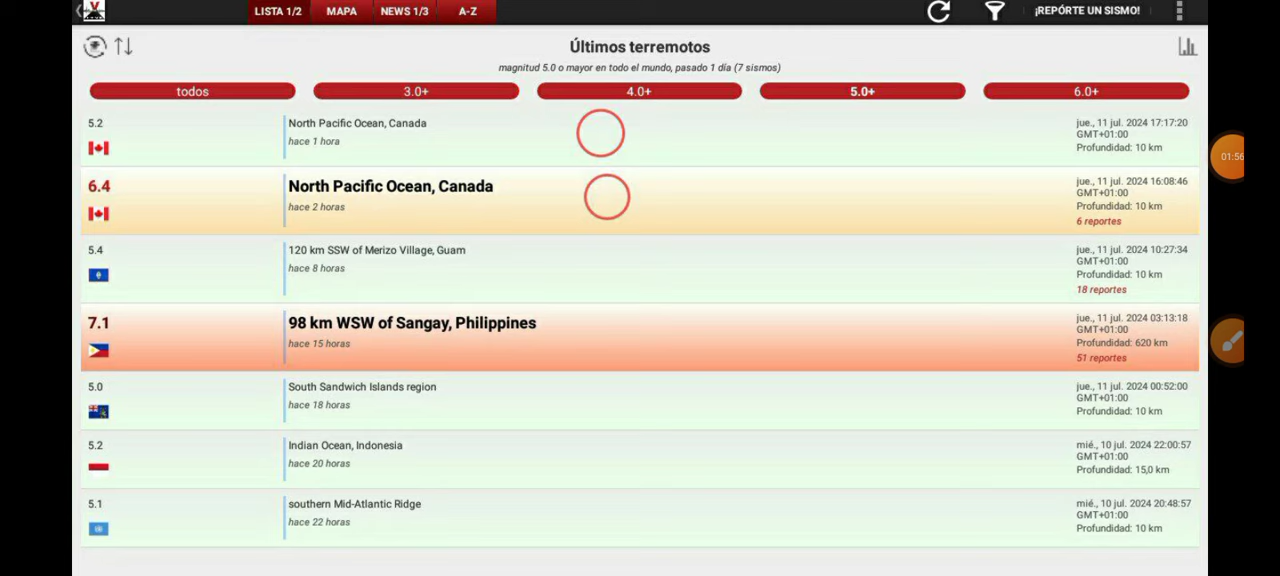 LISTA 1/2 MAPA NEWS 1/3 A-Z ¡REPÓRTE UN SISMO!
Últimos terremotos
magnitud 5.0 o mayor en todo el mundo, pasado 1 día (7 sismos)
todos 3.0+ 4.0+ 5.0+ 6.0+
5.2 North Pacific Ocean, Canada jue., 11 jul. 2024 17:17:20
GMT+01:00
hace 1 hora Profundidad: 10 km
01:56
6.4 North Pacific Ocean, Canada jue., 11 jul. 2024 16:08:46
GMT+01:00
hace 2 horas Profundidad: 10 km
6 reportes
5.4 120 km SSW of Merizo Village, Guam jue., 11 jul. 2024 10:27:34
GMT+01:00
hace 8 horas Profundidad: 10 km
18 reportes
7.1 98 km WSW of Sangay, Philippines jue., 11 jul. 2024 03:13:18
GMT+01:00
hace 15 horas Profundidad: 620 km
51 reportes
5.0 South Sandwich Islands region jue., 11 jul. 2024 00:52:00
GMT+01:00
hace 18 horas Profundidad: 10 km
5.2 Indian Ocean, Indonesia mié., 10 jul. 2024 22:00:57
GMT+01:00
hace 20 horas Profundidad: 15,0 km
5.1 southern Mid-Atlantic Ridge mié., 10 jul. 2024 20:48:57
GMT+01:00
hace 22 horas Profundidad: 10 km